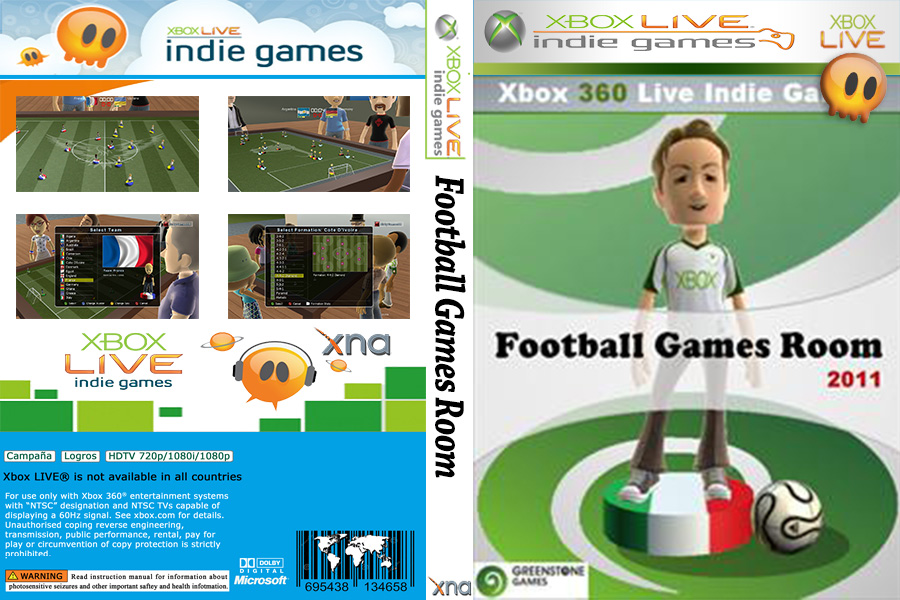 XBOX LIVE
indie games
Select Team
Select Formation Cote D'Ivoire
XBOX
LIVE
indie games
xna
Campaña Logros HDTV 720p/1080i/1080p
Xbox LIVE® is not available in all countries
For use only with Xbox 360® entertainment systems
with “NTSC” designation and NTSC TVs capable of
displaying a 60Hz signal. See xbox.com for details.
Unauthorised coping reverse engineering,
transmission, public performance, rental, pay for
play or circumvention of copy protection is strictly
prohibited.
WARNING Read instruction manual for information about
photosensitive seizures and other important saftey and health infotmation.
DOLBY
DIGITAL
Microsoft
695438 134658
XBOX LIVE
indie games
Football Games Room
xna
XBOX LIVE
indie games
XBOX
LIVE
Xbox 360 Live Indie Ga
XBOX
Football Games Room
2011
GREENSTONE
GAMES